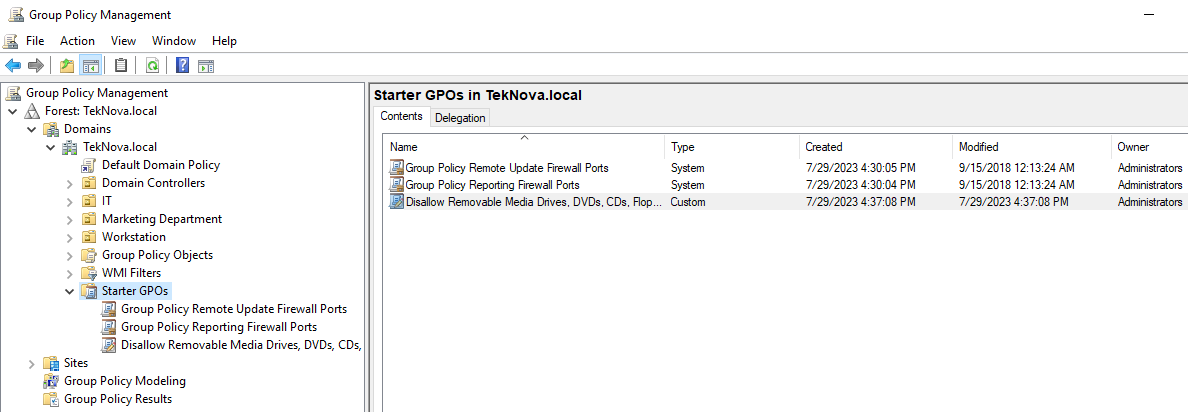 Group Policy Management
File Action View Window Help
Group Policy Management
Forest: TekNova.local
Domains
TekNova.local
Default Domain Policy
Domain Controllers
IT
Marketing Department
Workstation
Group Policy Objects
WMI Filters
Starter GPOs
Group Policy Remote Update Firewall Ports
Group Policy Reporting Firewall Ports
Disallow Removable Media Drives, DVDs, CDs,
Sites
Group Policy Modeling
Group Policy Results
Starter GPOs in TekNova.local
Contents Delegation
Name Type Created Modified Owner
Group Policy Remote Update Firewall Ports System 7/29/2023 4:30:05 PM 9/15/2018 12:13:24 AM Administrators
Group Policy Reporting Firewall Ports System 7/29/2023 4:30:04 PM 9/15/2018 12:13:24 AM Administrators
Disallow Removable Media Drives, DVDs, CDs, Flop... Custom 7/29/2023 4:37:08 PM 7/29/2023 4:37:08 PM Administrators